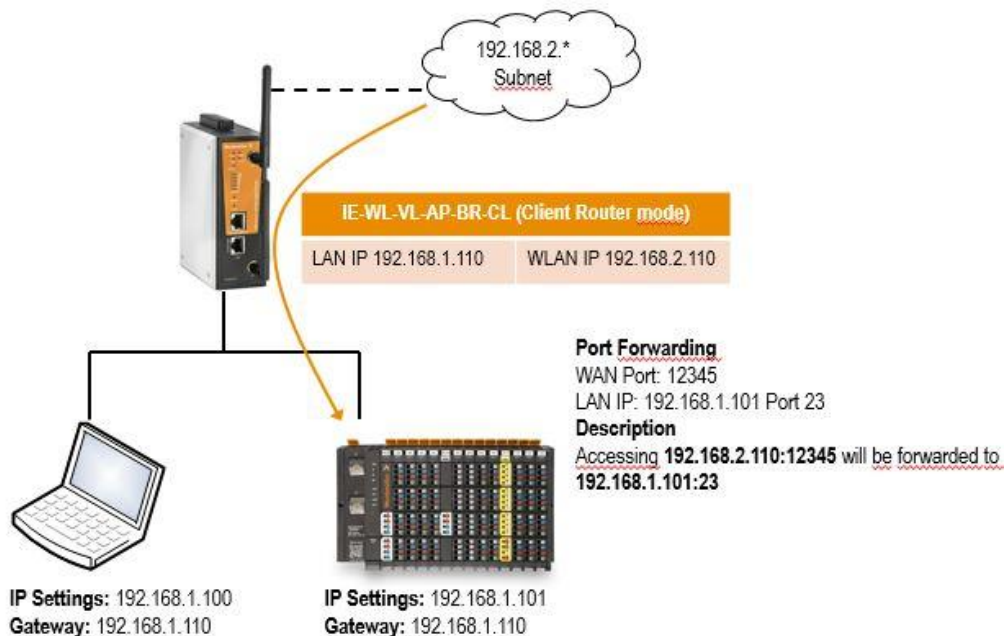 192.168.2.*
Subnet
IE-WL-VL-AP-BR-CL (Client Router mode)
LAN IP 192.168.1.110
WLAN IP 192.168.2.110
Port Forwarding
WAN Port: 12345
LAN IP: 192.168.1.101 Port 23
Description
Accessing 192.168.2.110:12345 will be forwarded to
192.168.1.101:23
IP Settings: 192.168.1.100
Gateway: 192.168.1.110
IP Settings: 192.168.1.101
Gateway: 192.168.1.110